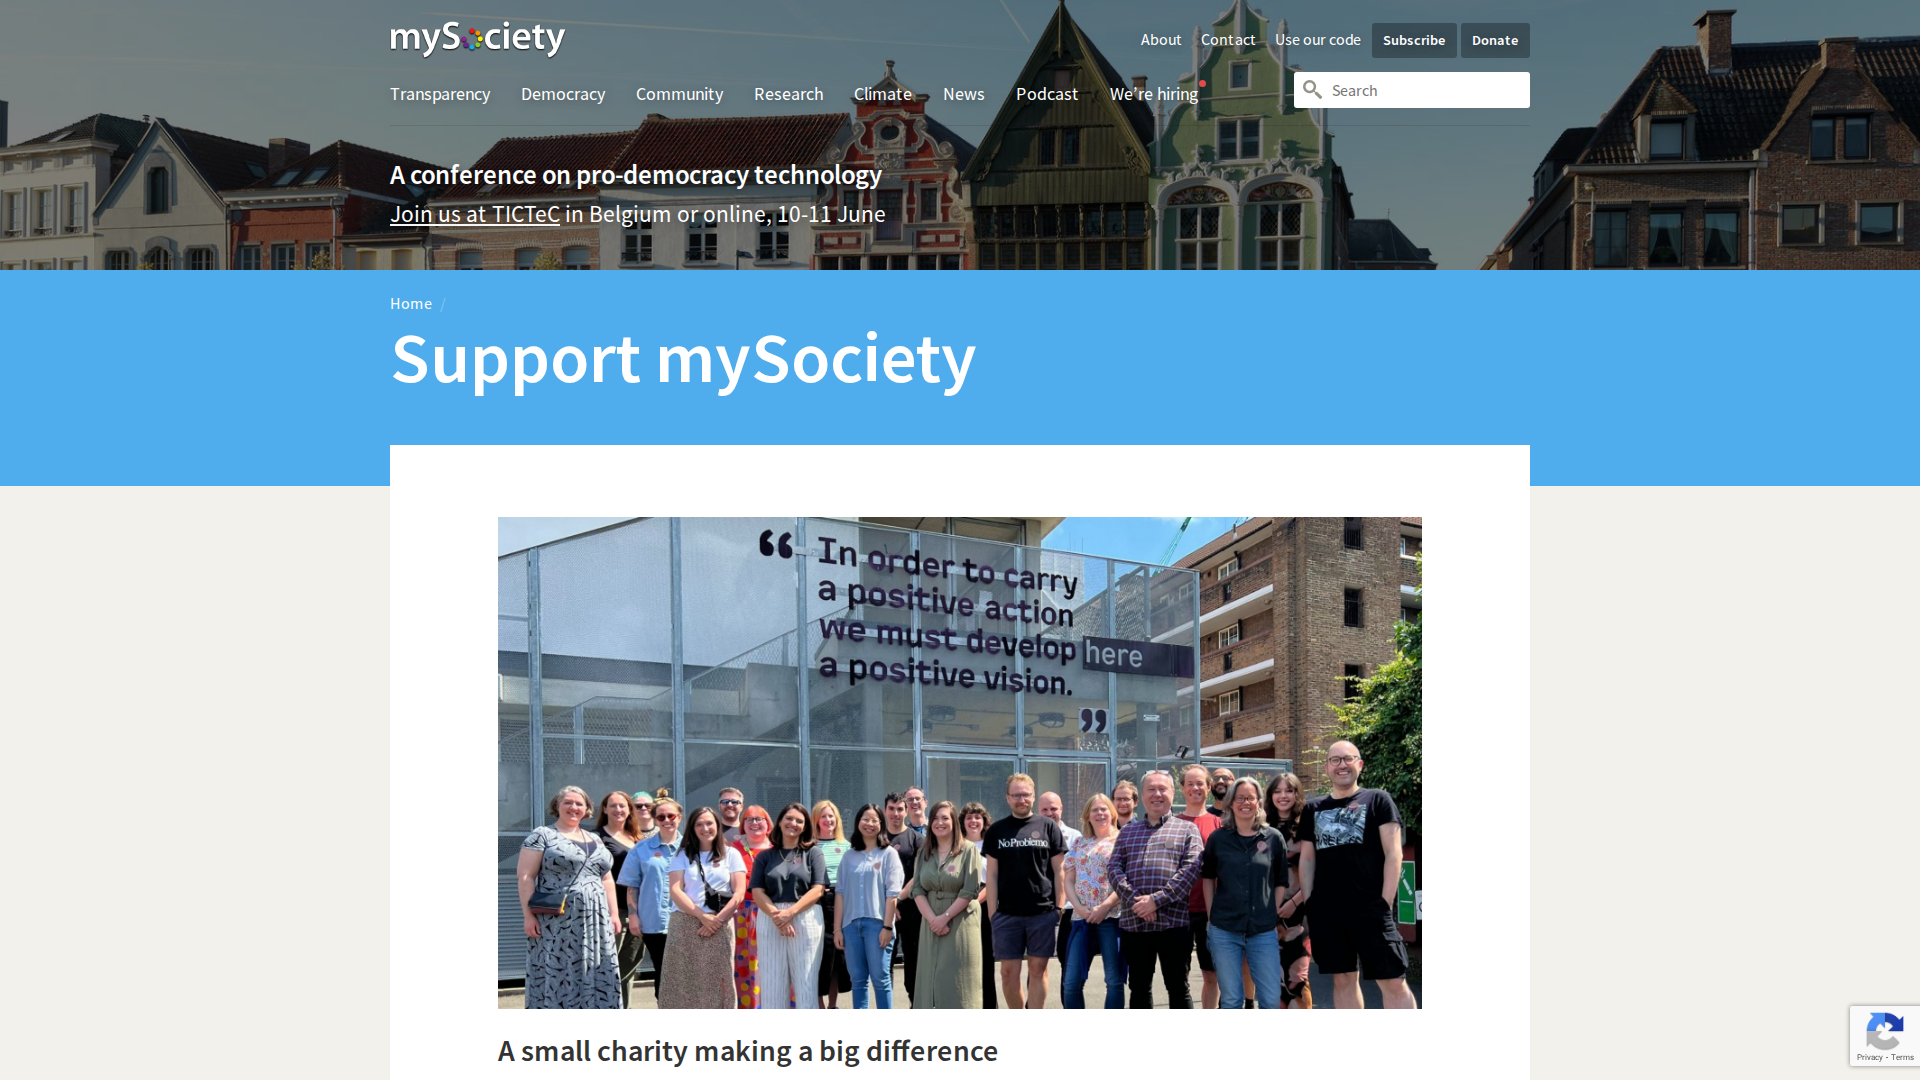 mySociety
About
Contact
Use our code
Subscribe
Donate
Transparency
Democracy
Community
Research
Climate
News
Podcast
We're hiring
Search
A conference on pro-democracy technology
Join us at TICTeC in Belgium or online, 10-11 June
Home /
Support mySociety
“ In order to carry
a positive action
we must develop here
a positive vision.
”
No Problemo
A small charity making a big difference
Privacy - Terms